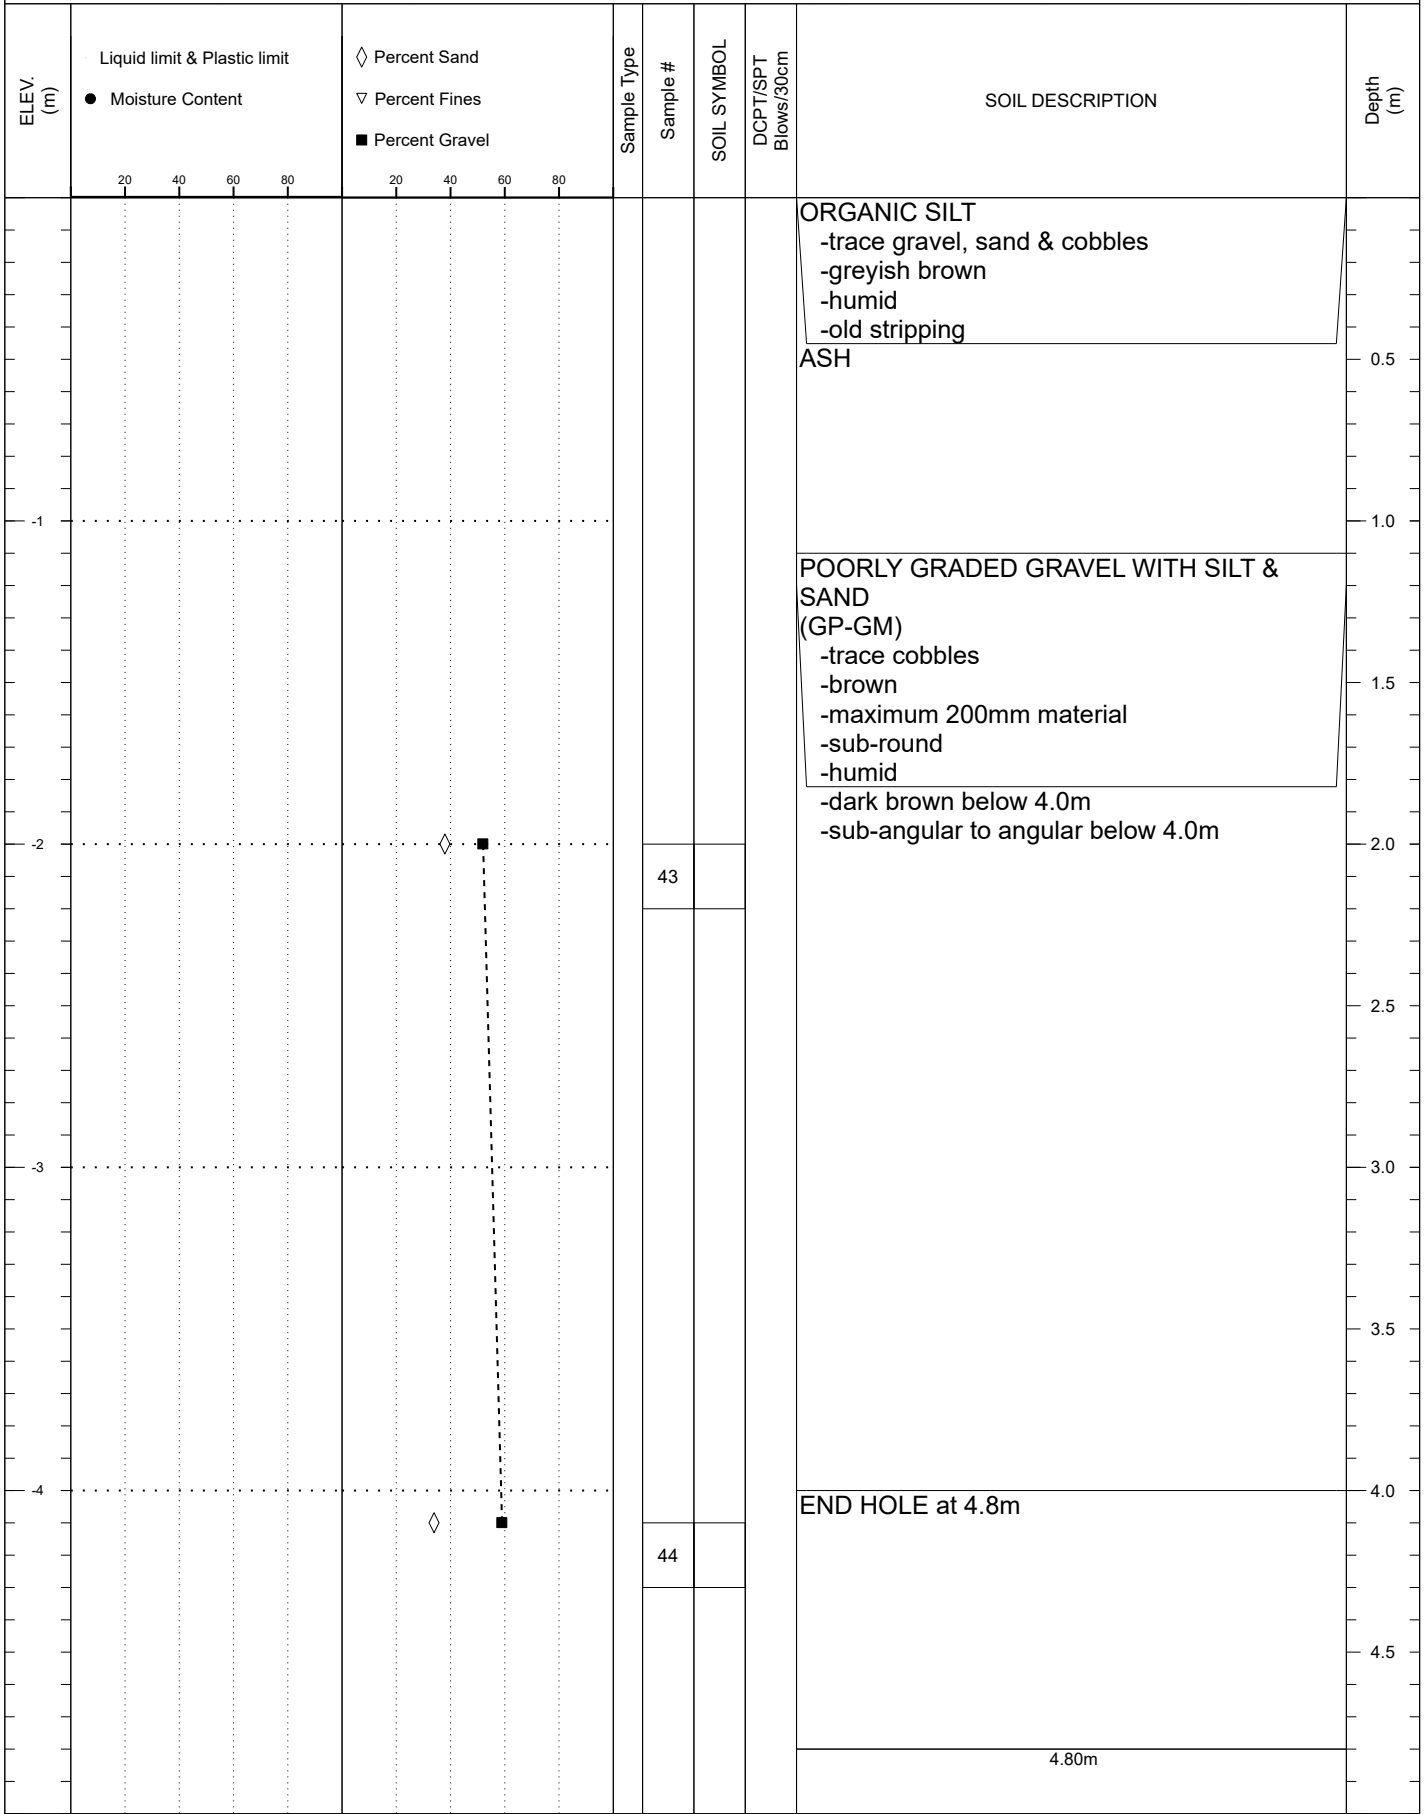 ELEV.
(m)
Liquid limit & Plastic limit
Moisture Content
20 40 60 80
Percent Sand
Percent Fines
Percent Gravel
20 40 60 80
Sample Type
Sample #
SOIL SYMBOL
DCPT/SPT
Blows/30cm
SOIL DESCRIPTION
Depth
(m)
ORGANIC SILT
-trace gravel, sand & cobbles
-greyish brown
-humid
-old stripping
ASH
0.5
-1
1.0
POORLY GRADED GRAVEL WITH SILT &
SAND
(GP-GM)
-trace cobbles
-brown
1.5
-maximum 200mm material
-sub-round
-humid
-dark brown below 4.0m
-sub-angular to angular below 4.0m
-2
2.0
43
2.5
-3
3.0
3.5
-4
4.0
END HOLE at 4.8m
44
4.5
4.80m